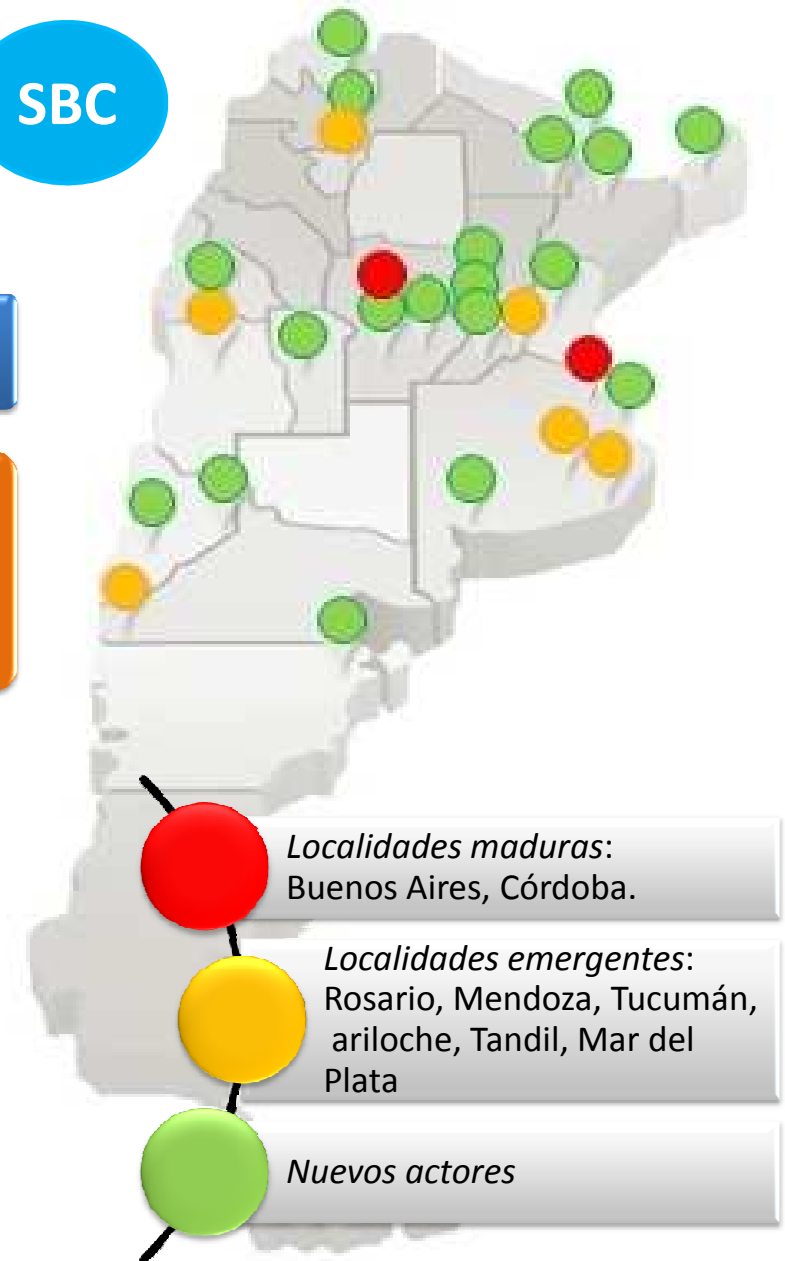 SBC
Localidades maduras:
Buenos Aires, Córdoba.
Localidades emergentes:
Rosario, Mendoza, Tucumán,
ariloche, Tandil, Mar del
Plata
Nuevos actores